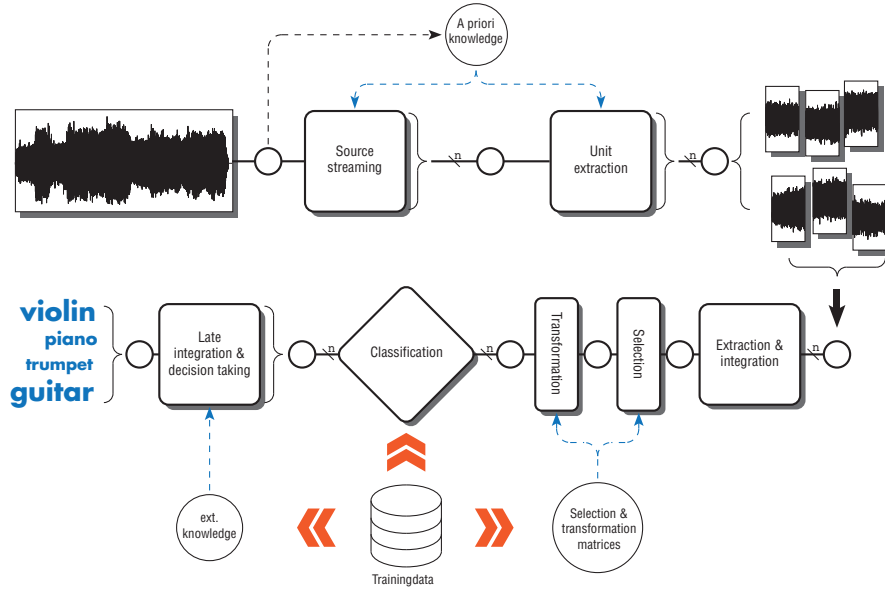 A priori
knowledge
Source
streaming
n
Unit
extraction
n
violin
piano
trumpet
guitar
Late
integration &
decision taking
n
Classification
n
Transformation
Selection
Extraction &
integration
n
ext.
knowledge
Trainingdata
Selection &
transformation
matrices